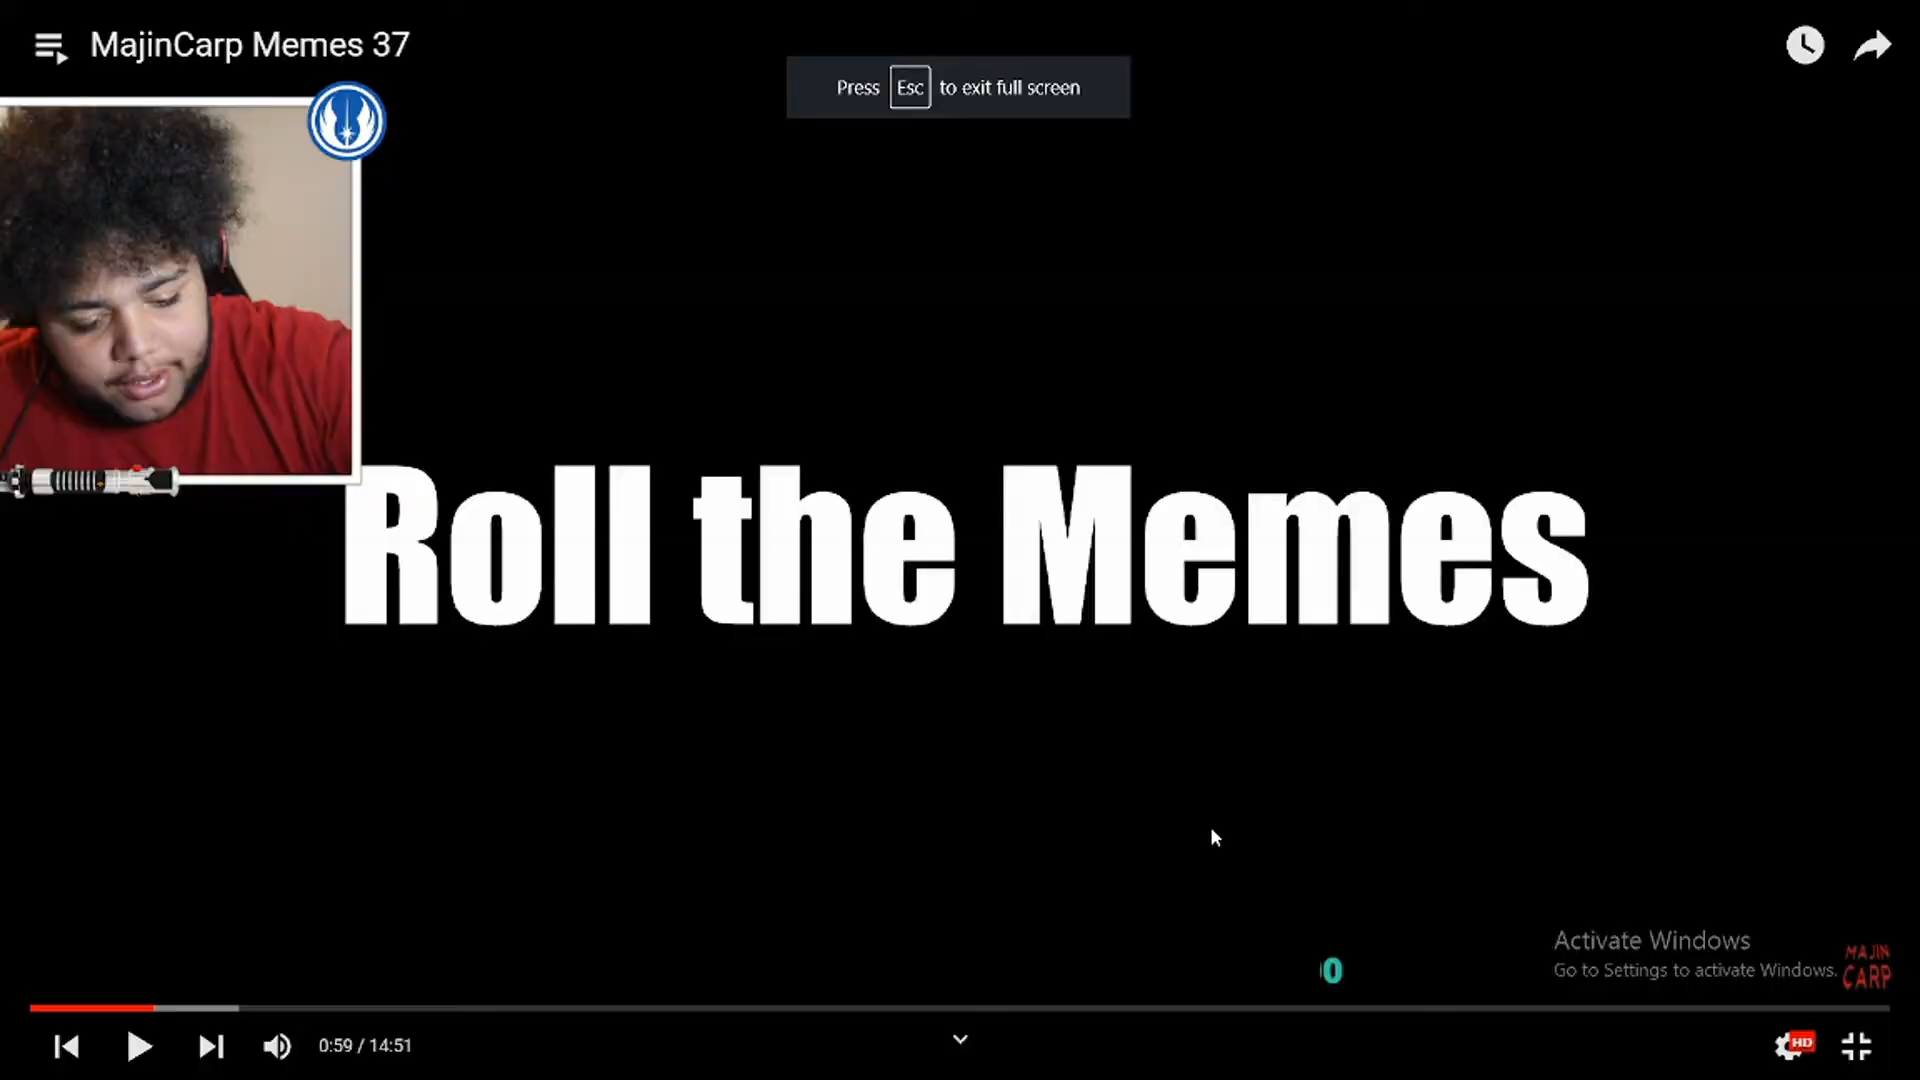 MajinCarp Memes 37
Press Esc to exit full screen
Roll the Memes
Activate Windows
Go to Settings to activate Windows.
MAJIN
CARP
0
0:59 / 14:51
HD